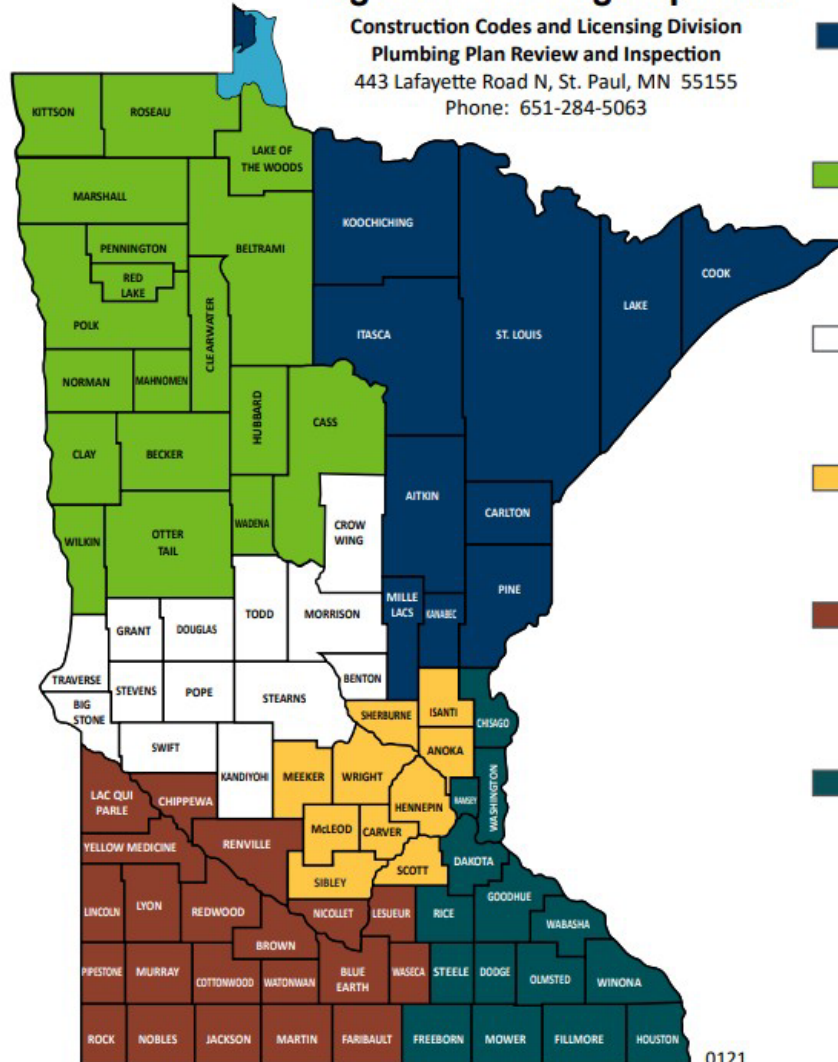 Construction Codes and Licensing Division
Plumbing Plan Review and Inspection
443 Lafayette Road N, St. Paul, MN  55155
Phone:  651-284-5063
KITTSON
ROSEAU
LAKE OF
THE WOODS
MARSHALL
KOOCHICHING
PENNINGTON
BELTRAMI
RED
LAKE
COOK
LAKE
POLK
CLEARWATER
ITASCA
ST. LOUIS
NORMAN
MAHNOMEN
HUBBARD
CASS
CLAY
BECKER
AITKIN
CARLTON
WILKIN
OTTER
TAIL
WADENA
CROW
WING
PINE
MILLE
LACS
KANABEC
GRANT
DOUGLAS
TODD
MORRISON
TRAVERSE
STEVENS
POPE
STEARNS
BENTON
BIG
STONE
SHERBURNE
ISANTI
CHISAGO
SWIFT
KANDIYOHI
MEEKER
WRIGHT
ANOKA
LAC QUI
PARLE
CHIPPEWA
HENNEPIN
RAMSEY
WASHINGTON
McLEOD
CARVER
YELLOW MEDICINE
RENVILLE
SCOTT
DAKOTA
SIBLEY
LINCOLN
LYON
REDWOOD
NICOLLET
LESUEUR
RICE
GOODHUE
WABASHA
BROWN
PIPESTONE
MURRAY
COTTONWOOD
WATONWAN
BLUE
EARTH
WASECA
STEELE
DODGE
OLMSTED
WINONA
ROCK
NOBLES
JACKSON
MARTIN
FARIBAULT
FREEBORN
MOWER
FILLMORE
HOUSTON
0121